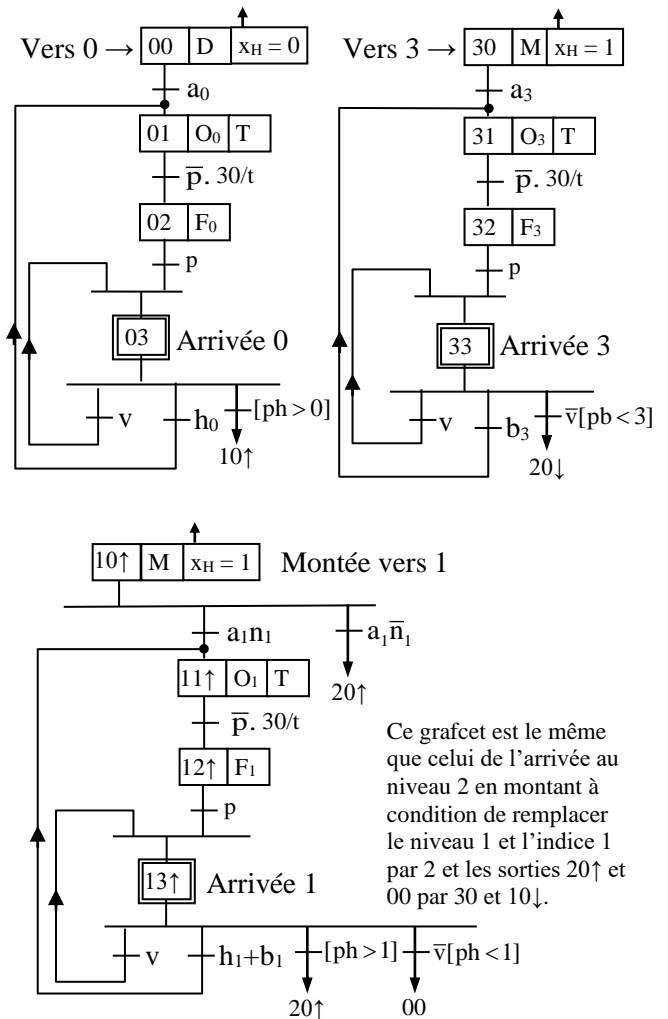 Vers 0 → 00 D x_H = 0
a₀
01 O₀ T
p̅. 30/t
02 F₀
p
03 Arrivée 0
v h₀ [ph > 0]
10↑
Vers 3 → 30 M x_H = 1
a₃
31 O₃ T
p̅. 30/t
32 F₃
p
33 Arrivée 3
v b₃ v̅[pb < 3]
20↓
10↑ M x_H = 1 Montée vers 1
a₁n₁ a₁n̅₁
20↑
11↑ O₁ T
p̅. 30/t
12↑ F₁
p
13↑ Arrivée 1
v h₁+b₁ [ph > 1] v̅[ph < 1]
20↑ 00
Ce grafcet est le même
que celui de l’arrivée au
niveau 2 en montant à
condition de remplacer
le niveau 1 et l’indice 1
par 2 et les sorties 20↑ et
00 par 30 et 10↓.